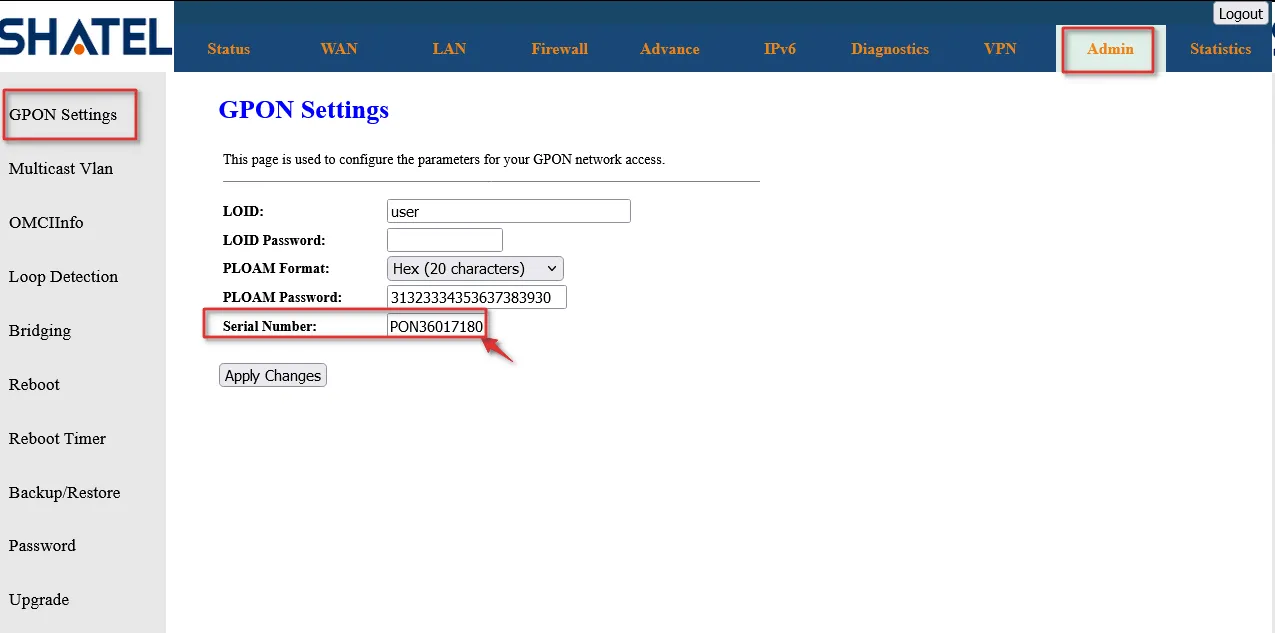 Logout
SHATEL
Status WAN LAN Firewall Advance IPv6 Diagnostics VPN Admin Statistics
GPON Settings
Multicast Vlan
OMCIInfo
Loop Detection
Bridging
Reboot
Reboot Timer
Backup/Restore
Password
Upgrade
GPON Settings
This page is used to configure the parameters for your GPON network access.
LOID: user
LOID Password:
PLOAM Format: Hex (20 characters)
PLOAM Password: 31323334353637383930
Serial Number: PON36017180
Apply Changes